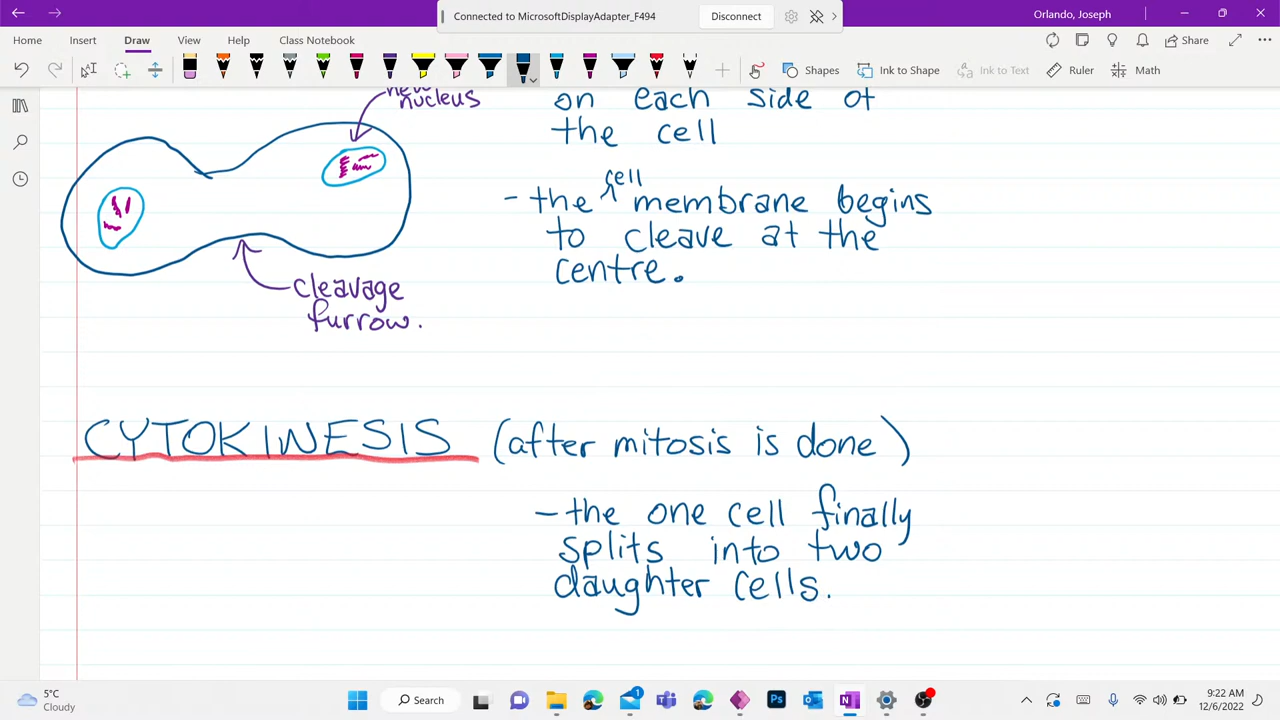 Connected to MicrosoftDisplayAdapter_F494
Disconnect
Orlando, Joseph
Home Insert Draw View Help Class Notebook
Share
Shapes Ink to Shape Ink to Text Ruler Math
new
nucleus
on each side of
the cell
- the cell membrane begins
to cleave at the
centre.
cleavage
furrow.
CYTOKINESIS (after mitosis is done)
- the one cell finally
splits into two
daughter cells.
5°C
Cloudy
Search
1
Ps
N
9:22 AM
12/6/2022